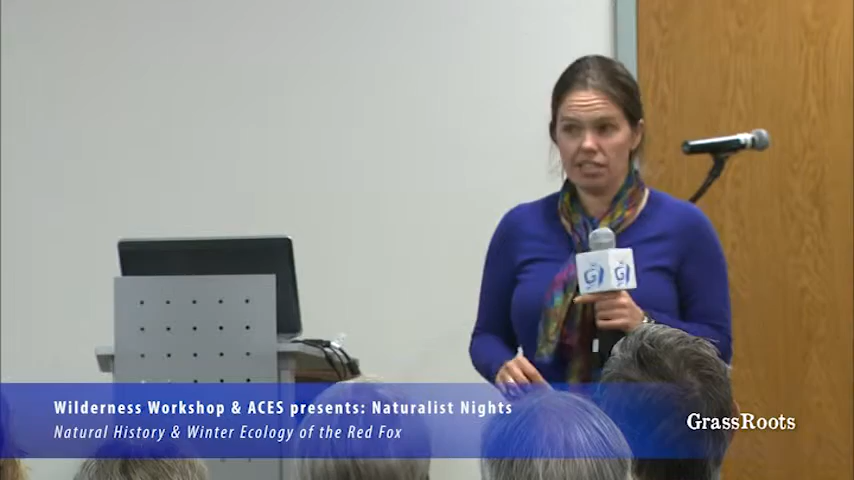 G
G
Wilderness Workshop & ACES presents: Naturalist Nights
Natural History & Winter Ecology of the Red Fox
GrassRoots